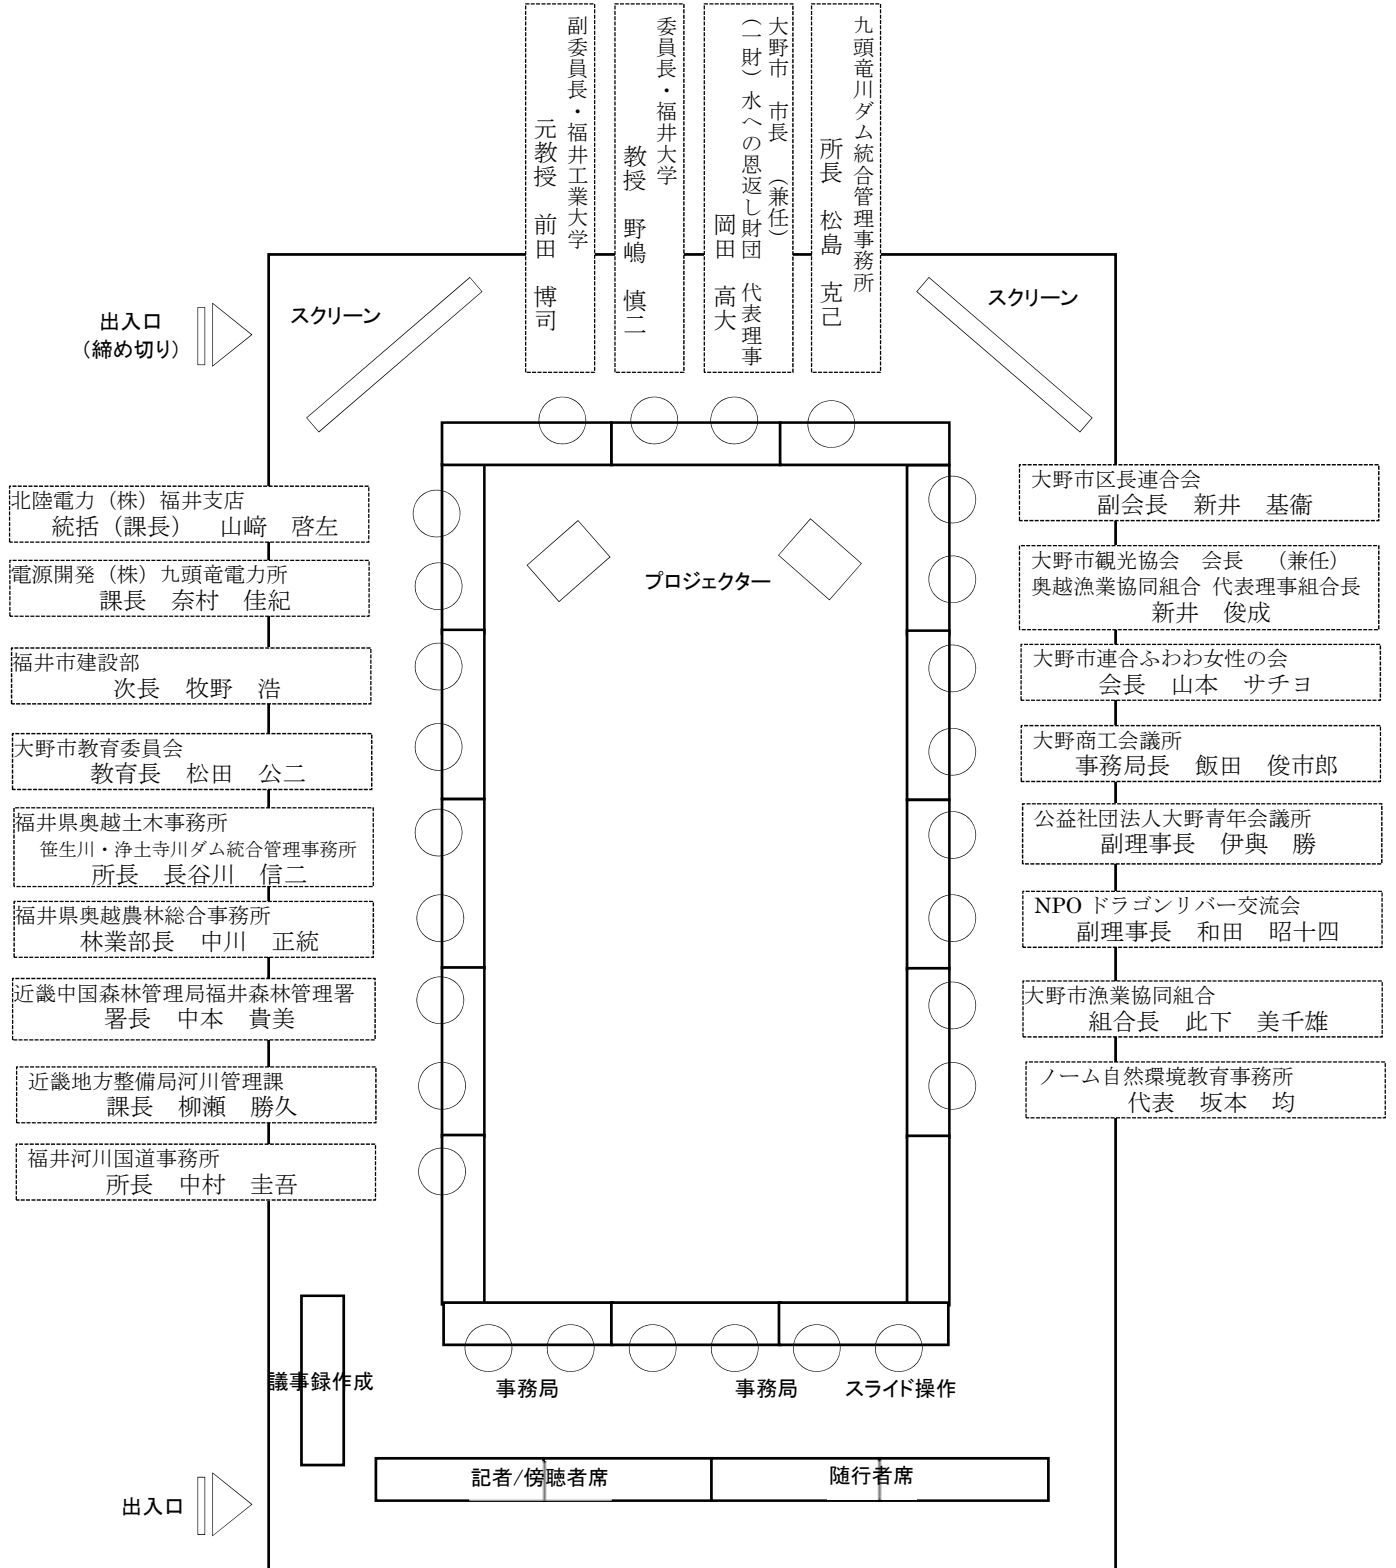 副委員長・福井工業大学
元教授　前田　博司
委員長・福井大学
教授　野嶋　慎二
大野市　市長　（兼任）
（一財）水への恩返し財団　代表理事
岡田　高大
九頭竜川ダム統合管理事務所
所長　松島　克己
出入口
（締め切り）
スクリーン
スクリーン
プロジェクター
北陸電力（株）福井支店
統括（課長）　山﨑　啓左
電源開発（株）九頭竜電力所
課長　奈村　佳紀
福井市建設部
次長　牧野　浩
大野市教育委員会
教育長　松田　公二
福井県奥越土木事務所
笹生川・浄土寺川ダム統合管理事務所
所長　長谷川　信二
福井県奥越農林総合事務所
林業部長　中川　正統
近畿中国森林管理局福井森林管理署
署長　中本　貴美
近畿地方整備局河川管理課
課長　柳瀬　勝久
福井河川国道事務所
所長　中村　圭吾
大野市区長連合会
副会長　新井　基衞
大野市観光協会　会長　（兼任）
奥越漁業協同組合 代表理事組合長
新井　俊成
大野市連合ふわわ女性の会
会長　山本　サチヨ
大野商工会議所
事務局長　飯田　俊市郎
公益社団法人大野青年会議所
副理事長　伊與　勝
NPO ドラゴンリバー交流会
副理事長　和田　昭十四
大野市漁業協同組合
組合長　此下　美千雄
ノーム自然環境教育事務所
代表　坂本　均
議事録作成
事務局
事務局
スライド操作
記者/傍聴者席
随行者席
出入口